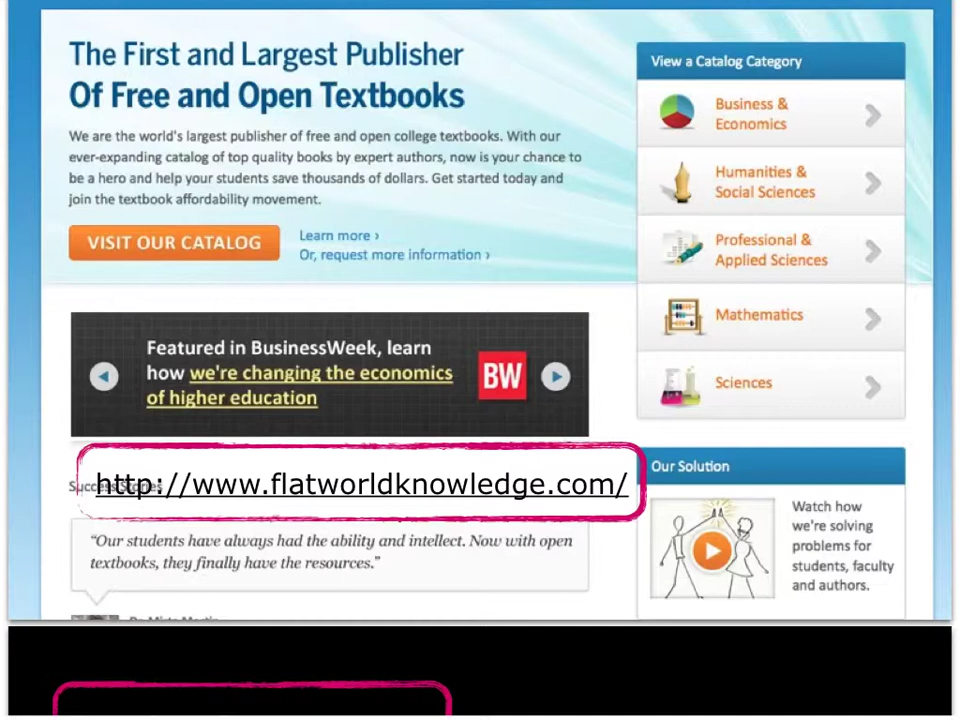 The First and Largest Publisher
Of Free and Open Textbooks
We are the world's largest publisher of free and open college textbooks. With our
ever-expanding catalog of top quality books by expert authors, now is your chance to
be a hero and help your students save thousands of dollars. Get started today and
join the textbook affordability movement.
VISIT OUR CATALOG
Learn more ›
Or, request more information ›
Featured in BusinessWeek, learn
how we're changing the economics
of higher education
BW
http://www.flatworldknowledge.com/
Success Stories
“Our students have always had the ability and intellect. Now with open
textbooks, they finally have the resources.”
View a Catalog Category
Business &
Economics
Humanities &
Social Sciences
Professional &
Applied Sciences
Mathematics
Sciences
Our Solution
Watch how
we're solving
problems for
students, faculty
and authors.